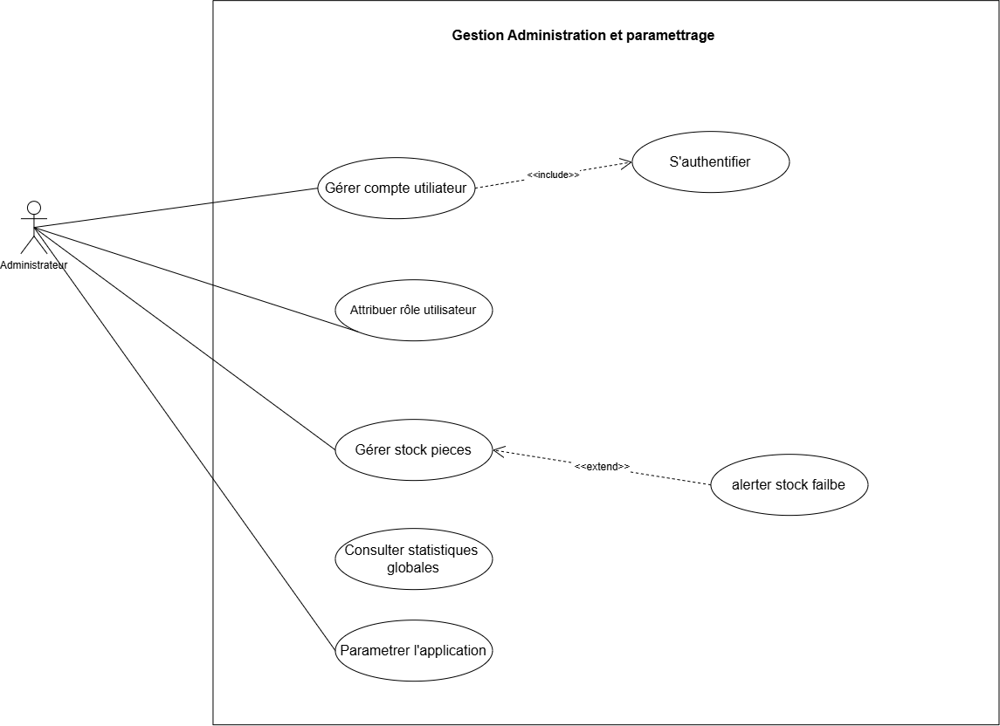 Gestion Administration et paramettrage
S'authentifier
<<include>>
Gérer compte utiliateur
Administrateur
Attribuer rôle utilisateur
Gérer stock pieces
<<extend>>
alerter stock failbe
Consulter statistiques
globales
Parametrer l'application